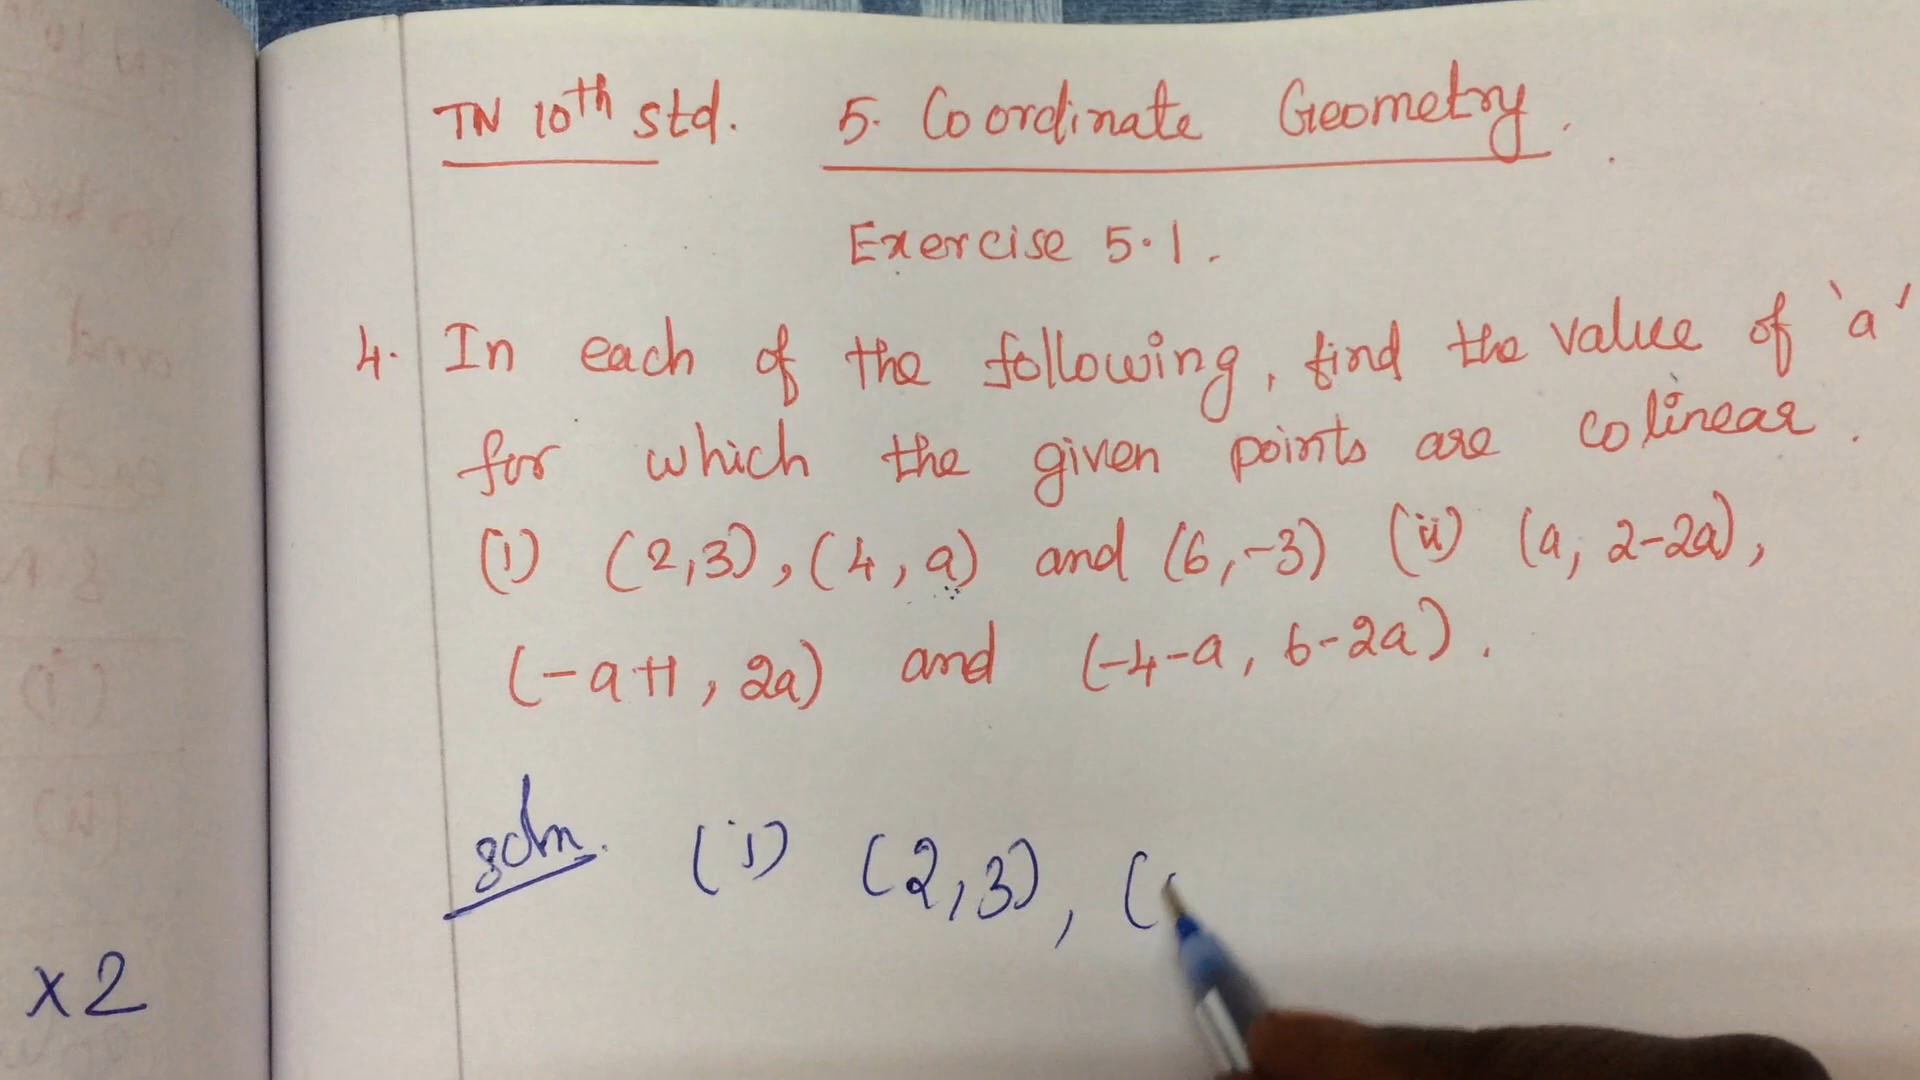 TN 10th std. 5. Coordinate Geometry.
Exercise 5.1.
4. In each of the following, find the value of 'a'
for which the given points are colinear.
(i) (2,3), (4, a) and (6,-3) (ii) (a, 2-2a),
(-a+1, 2a) and (-4-a, 6-2a).
soln. (i) (2,3), (
x2